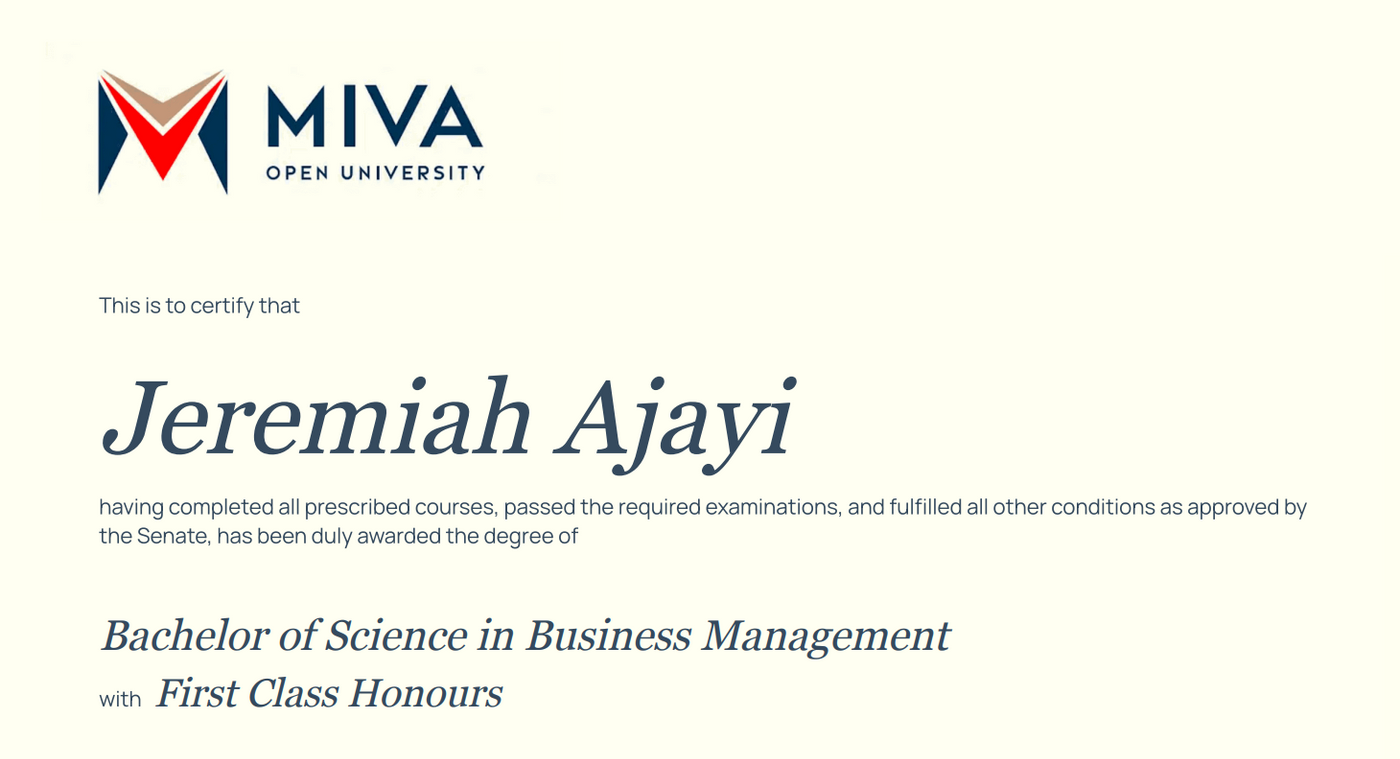 MIVA
OPEN UNIVERSITY
This is to certify that
Jeremiah Ajayi
having completed all prescribed courses, passed the required examinations, and fulfilled all other conditions as approved by
the Senate, has been duly awarded the degree of
Bachelor of Science in Business Management
with First Class Honours